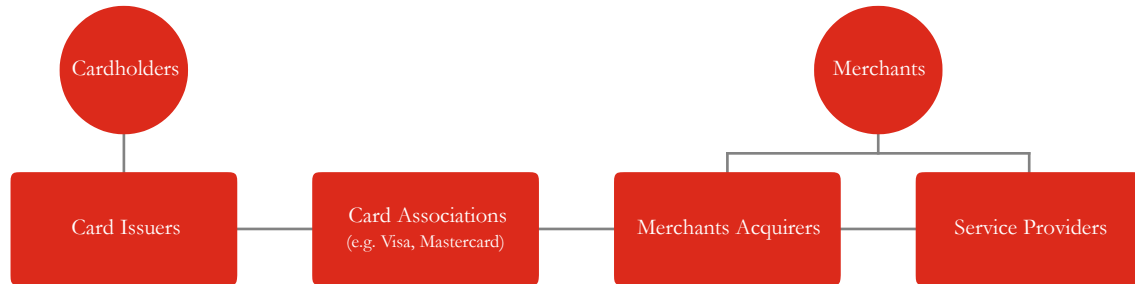 Cardholders
Merchants
Card Issuers
Card Associations
(e.g. Visa, Mastercard)
Merchants Acquirers
Service Providers